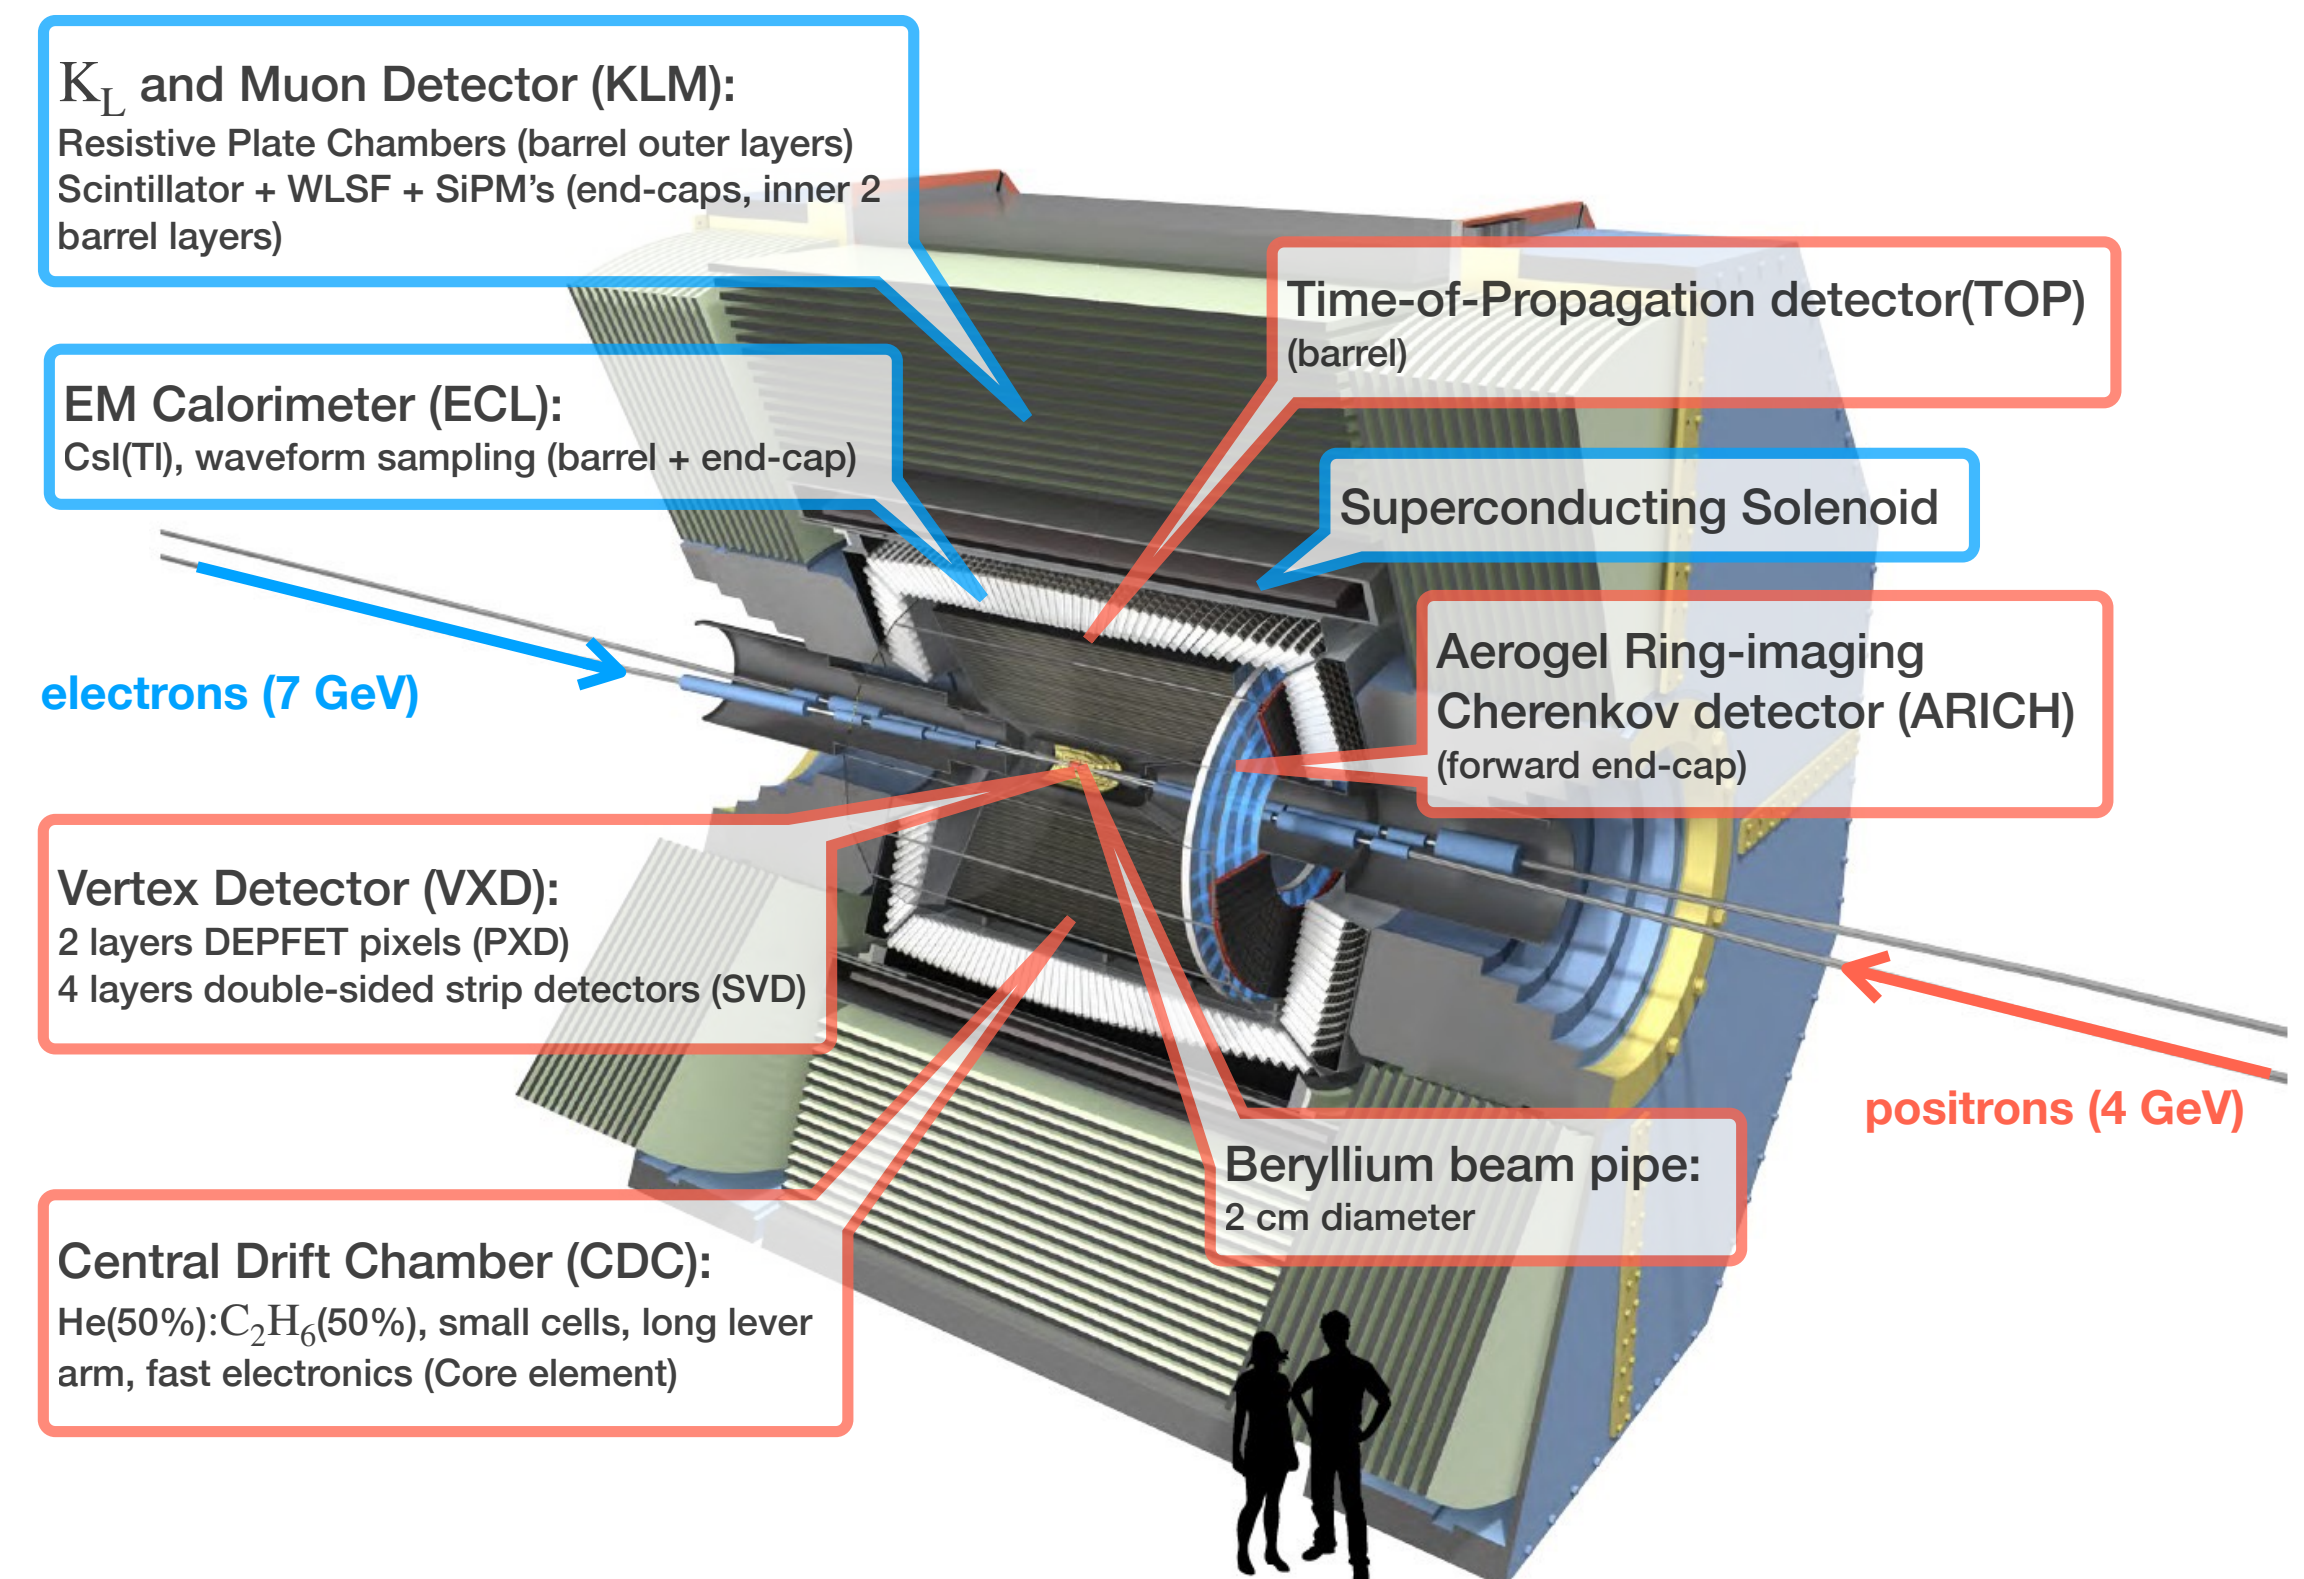 K_L and Muon Detector (KLM):
Resistive Plate Chambers (barrel outer layers)
Scintillator + WLSF + SiPM’s (end-caps, inner 2
barrel layers)
Time-of-Propagation detector(TOP)
(barrel)
EM Calorimeter (ECL):
CsI(Tl), waveform sampling (barrel + end-cap)
Superconducting Solenoid
electrons (7 GeV)
Aerogel Ring-imaging
Cherenkov detector (ARICH)
(forward end-cap)
Vertex Detector (VXD):
2 layers DEPFET pixels (PXD)
4 layers double-sided strip detectors (SVD)
positrons (4 GeV)
Beryllium beam pipe:
2 cm diameter
Central Drift Chamber (CDC):
He(50%):C₂H₆(50%), small cells, long lever
arm, fast electronics (Core element)